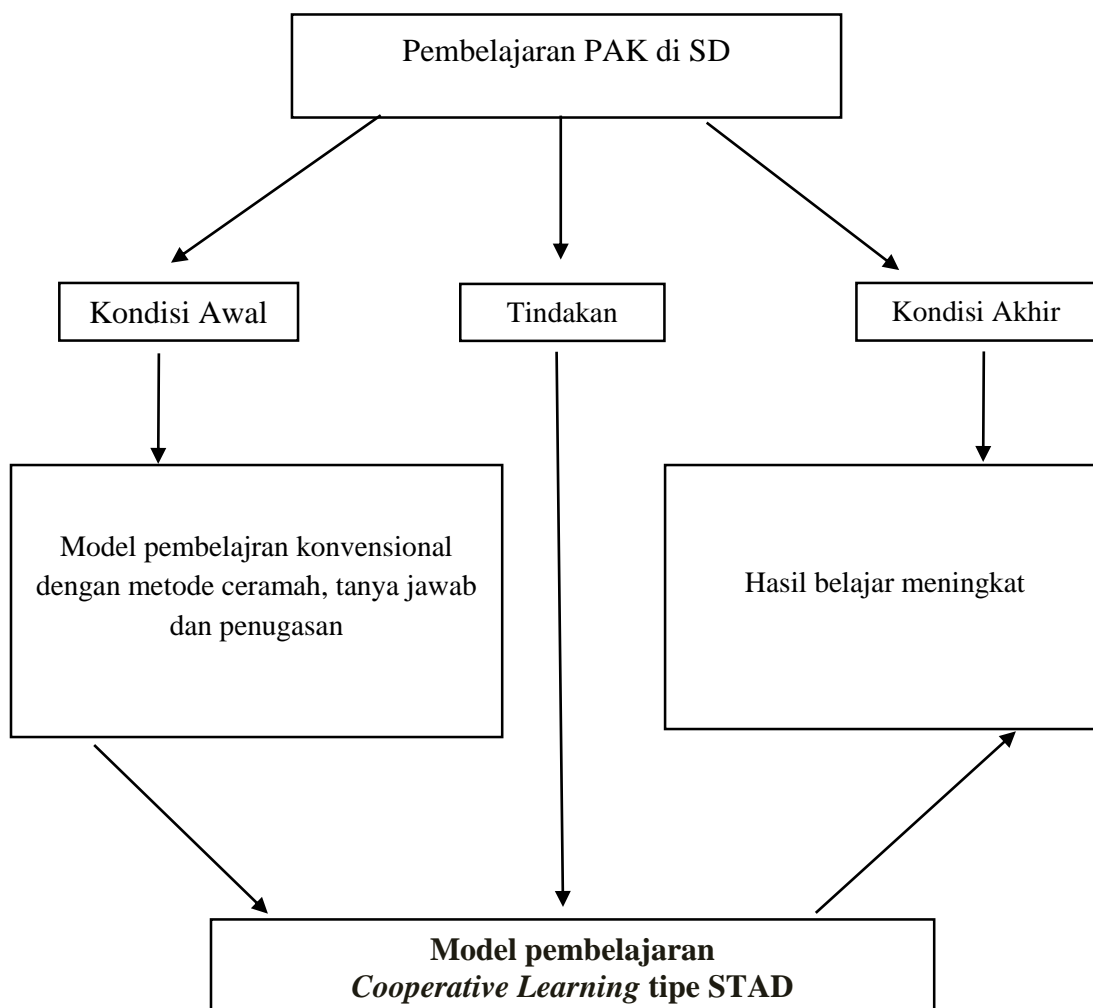 Pembelajaran PAK di SD
Kondisi Awal
Tindakan
Kondisi Akhir
Model pembelajran konvensional
dengan metode ceramah, tanya jawab
dan penugasan
Hasil belajar meningkat
Model pembelajaran
Cooperative Learning tipe STAD